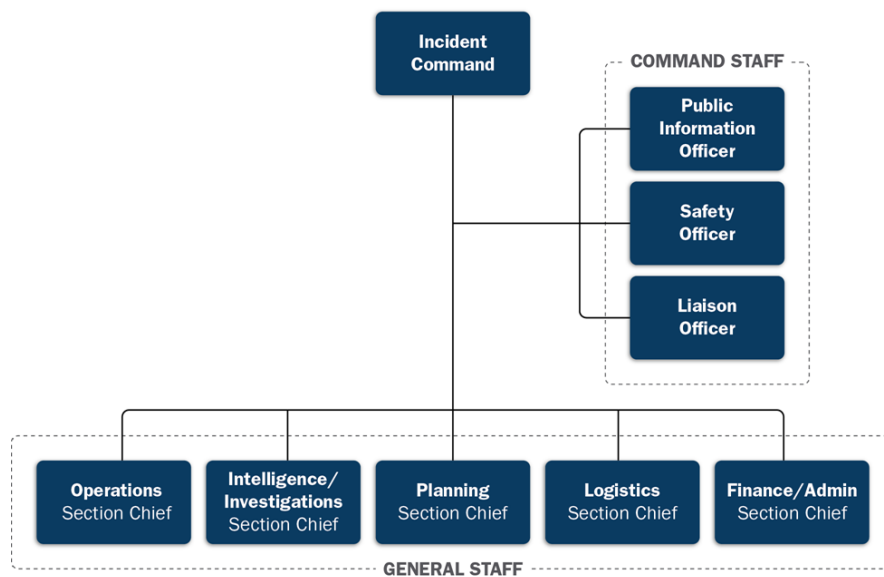 Incident
Command
COMMAND STAFF
Public
Information
Officer
Safety
Officer
Liaison
Officer
Operations
Section Chief
Intelligence/
Investigations
Section Chief
Planning
Section Chief
Logistics
Section Chief
Finance/Admin
Section Chief
GENERAL STAFF